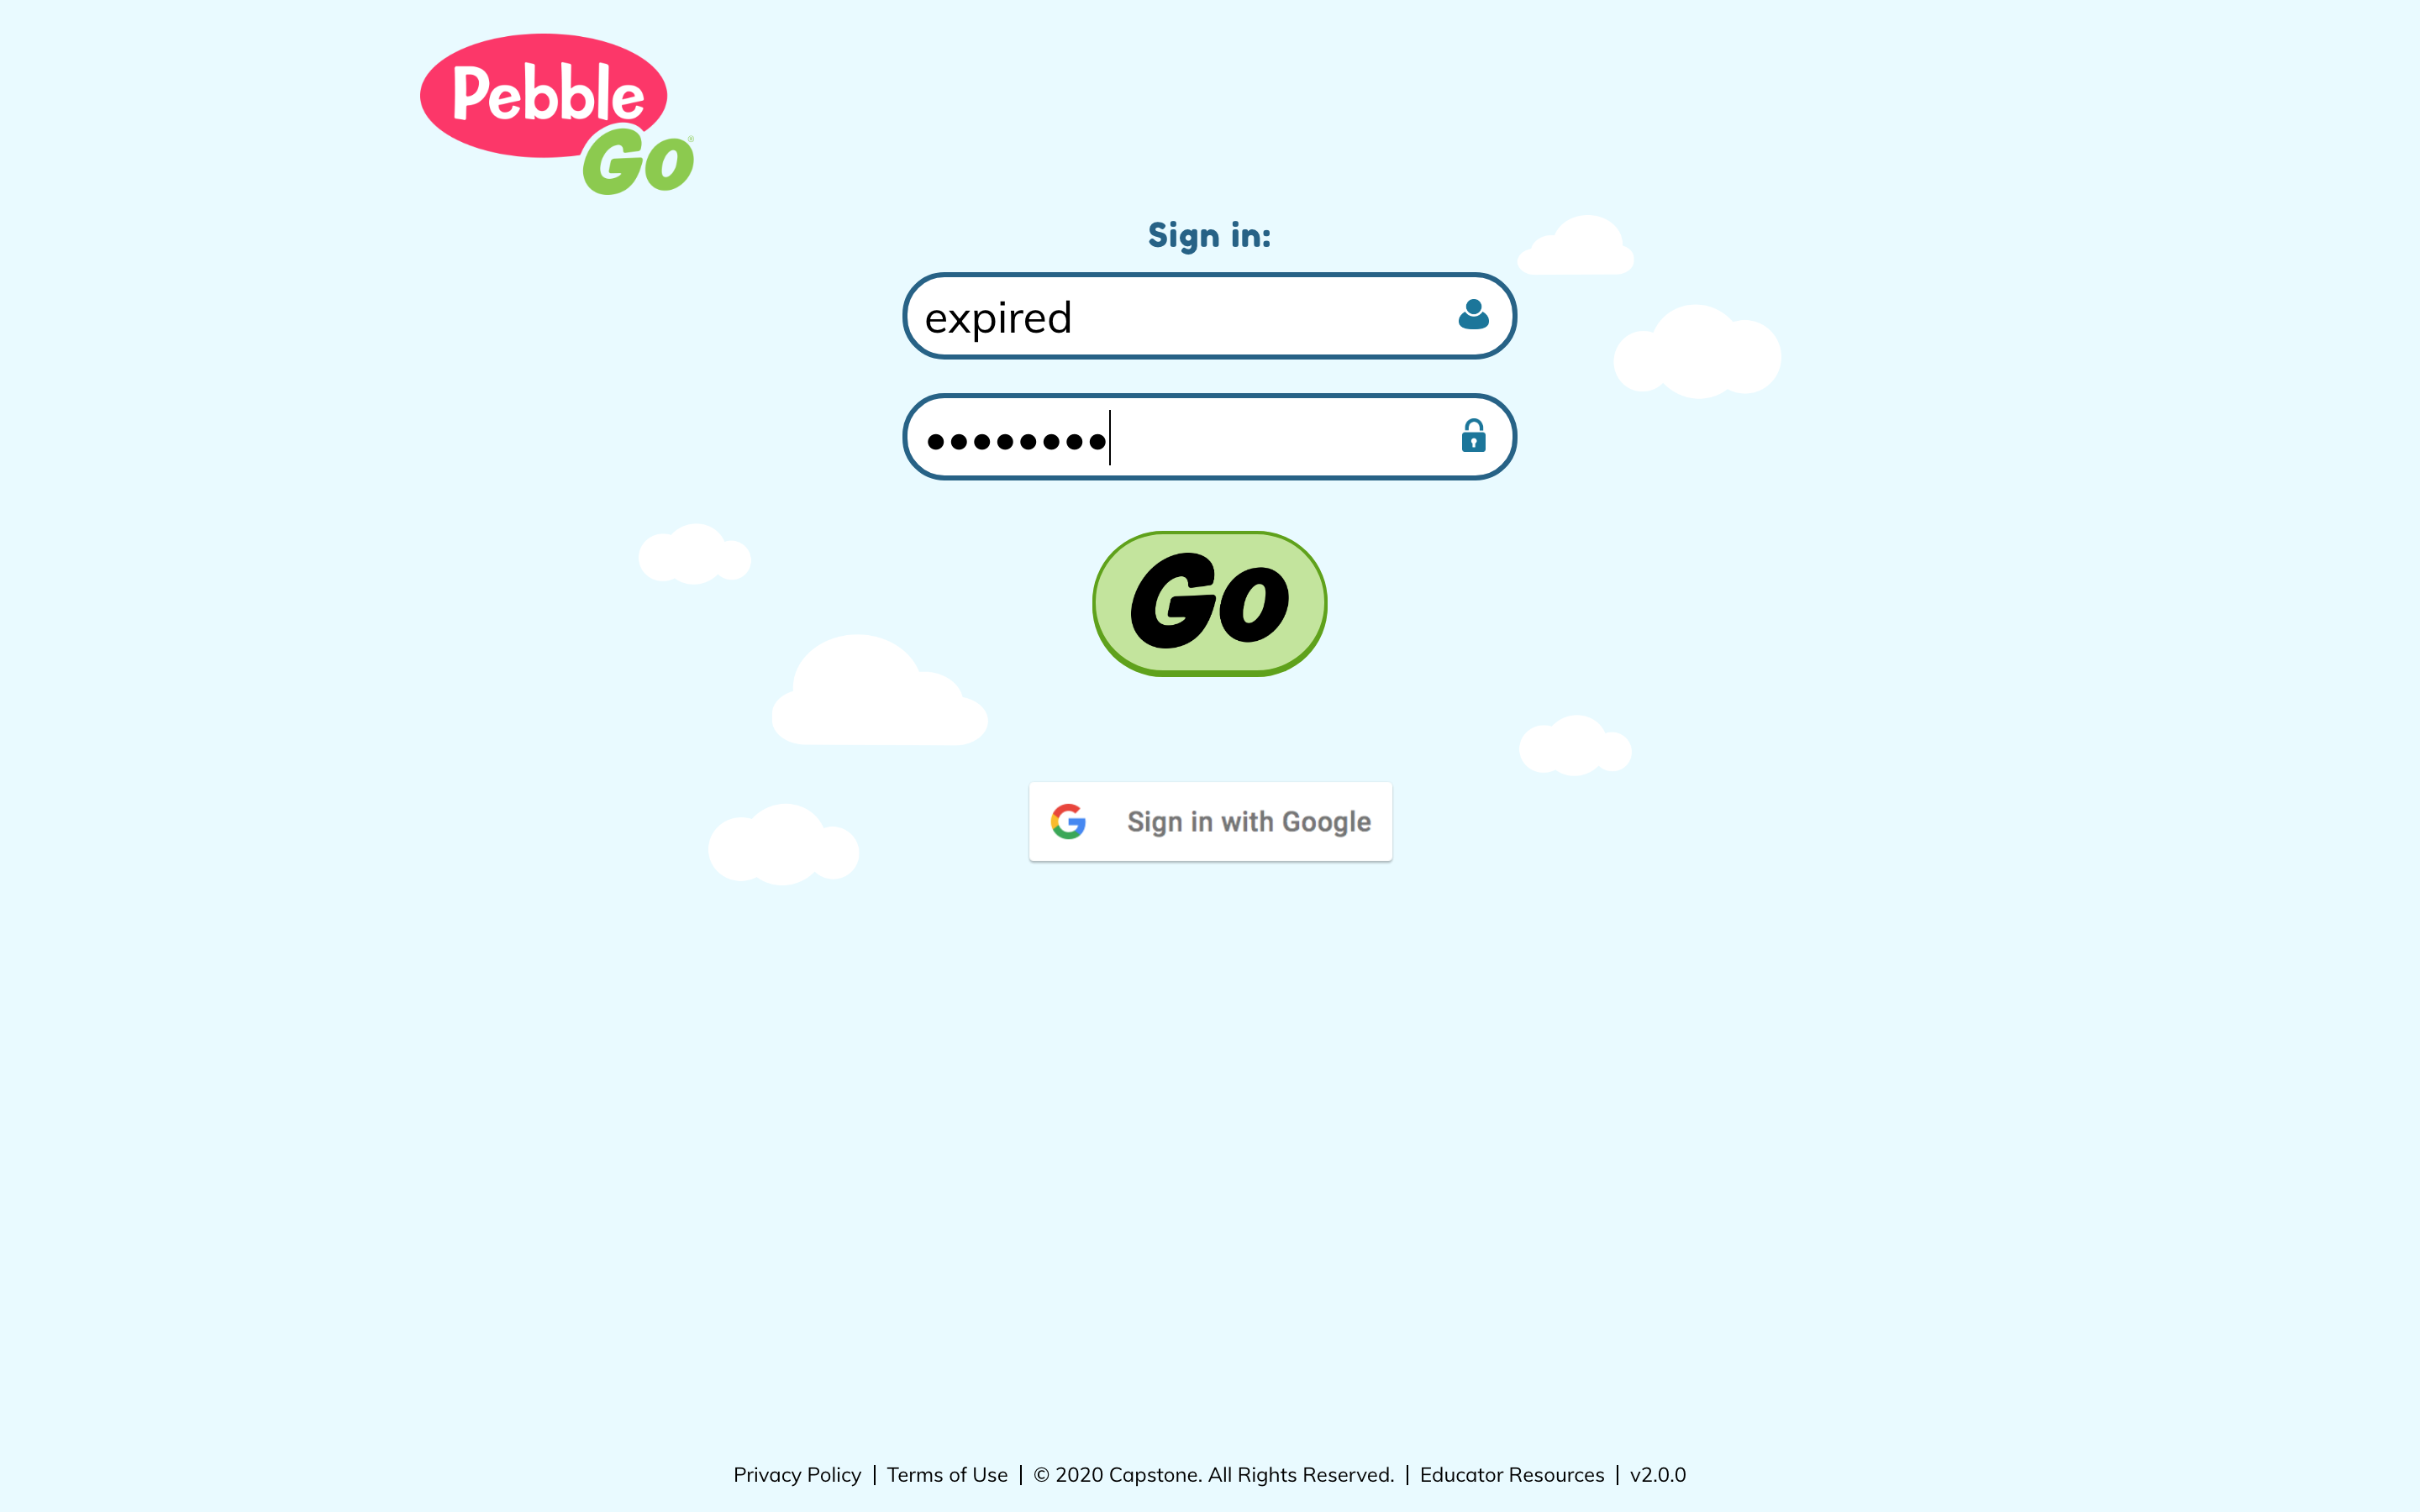 Pebble
Go®
Sign in:
expired
••••••••
Go
Sign in with Google
Privacy Policy | Terms of Use | © 2020 Capstone. All Rights Reserved. | Educator Resources | v2.0.0